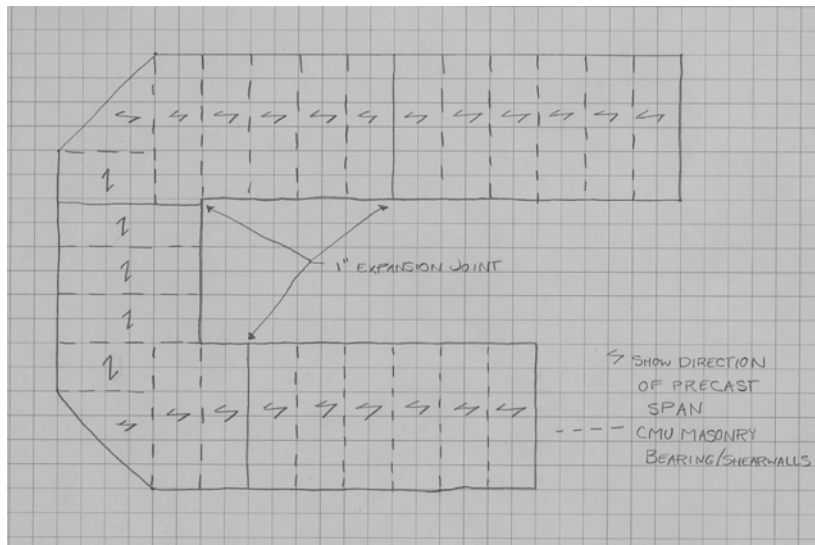 1" EXPANSION JOINT
SHOW DIRECTION
OF PRECAST
SPAN
CMU MASONRY
BEARING/SHEARWALLS